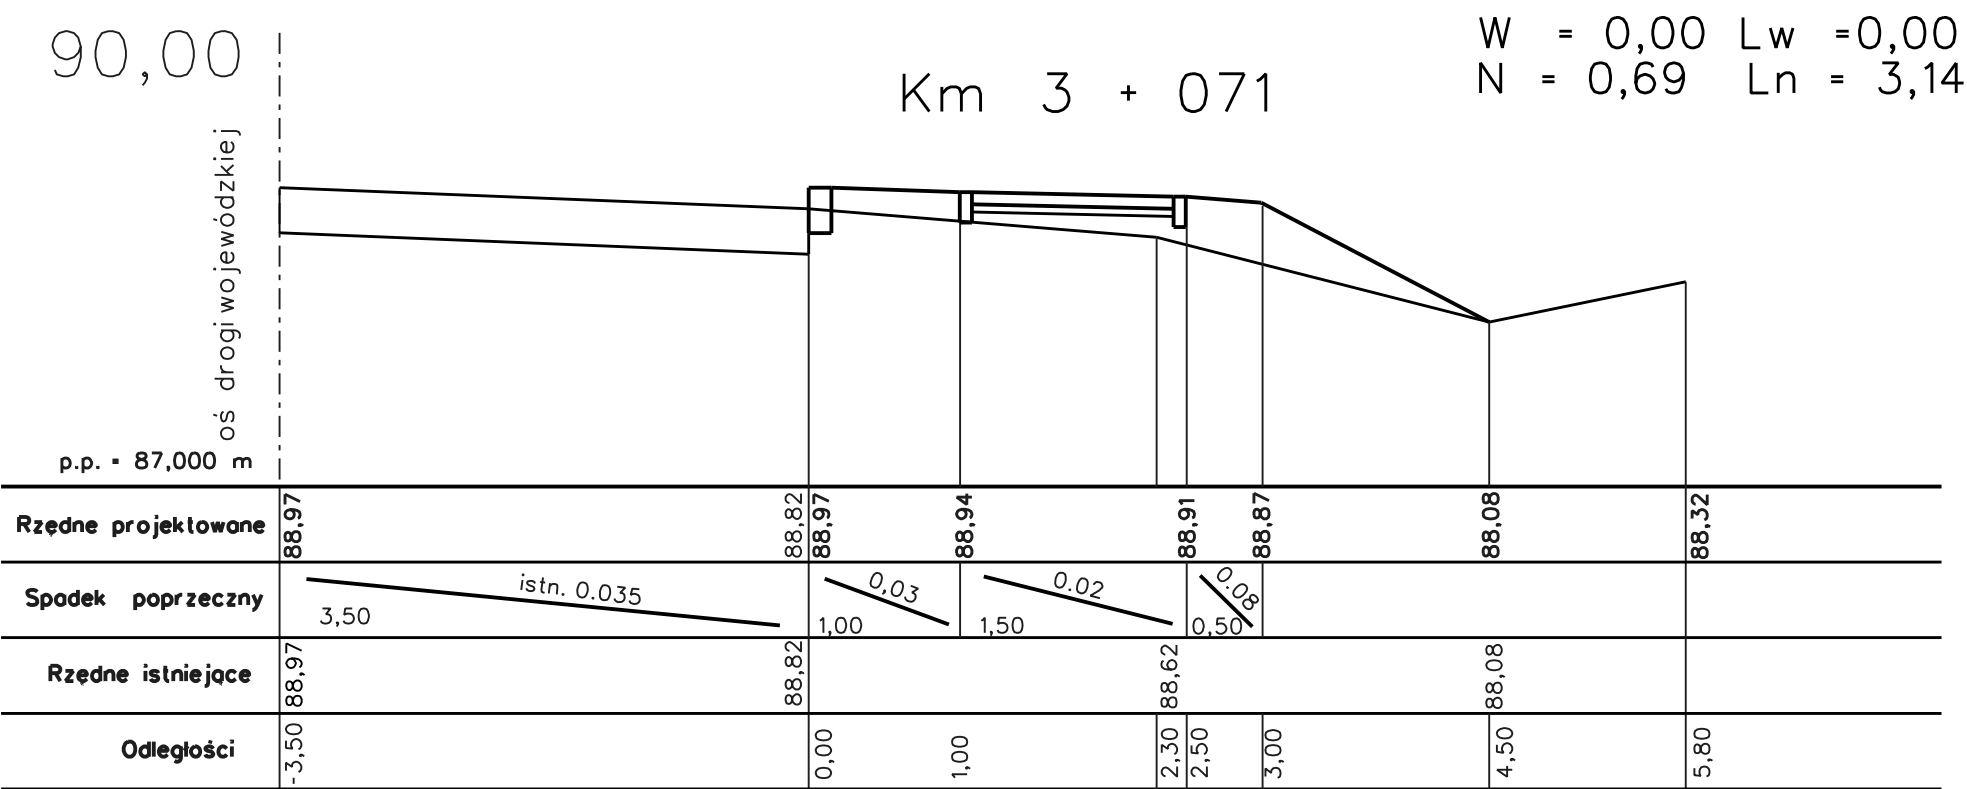 90,00
W = 0,00 Lw =0,00
N = 0,69 Ln = 3,14
Km 3 + 071
oś drogi wojewódzkiej
p.p. = 87,000 m
Rzędne projektowane 88,97 88,82 88,97 88,94 88,91 88,87 88,08 88,32
Spadek poprzeczny 3,50 istn. 0.035 1,00 0,03 1,50 0.02 0,50 0.08
Rzędne istniejące 88,97 88,82 88,62 88,08
Odległości -3,50 0,00 1,00 2,30 2,50 3,00 4,50 5,80